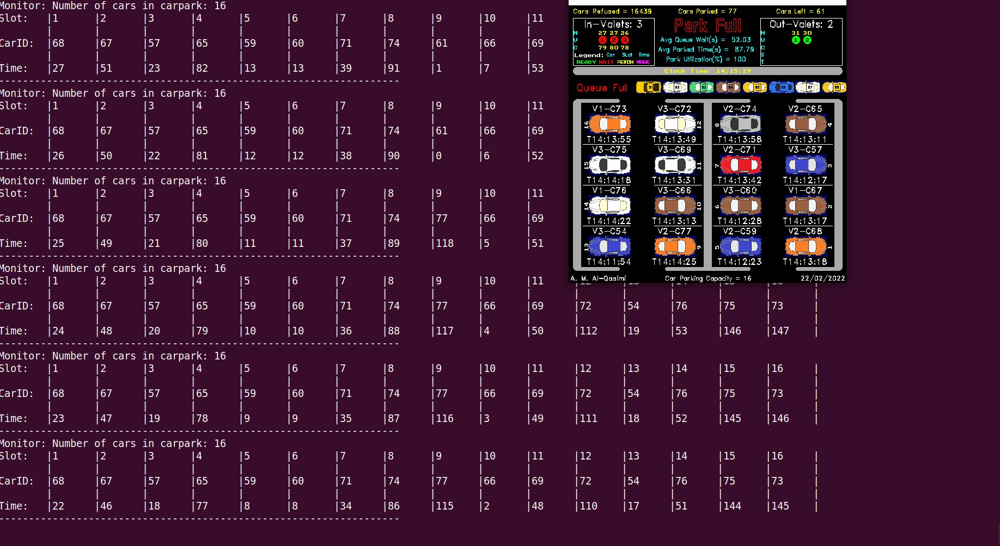 Monitor: Number of cars in carpark: 16
Slot: |1 |2 |3 |4 |5 |6 |7 |8 |9 |10 |11
CarID: |68 |67 |57 |65 |59 |60 |71 |74 |61 |66 |69
Time: |27 |51 |23 |82 |13 |13 |39 |91 |1 |7 |53
Monitor: Number of cars in carpark: 16
Slot: |1 |2 |3 |4 |5 |6 |7 |8 |9 |10 |11
CarID: |68 |67 |57 |65 |59 |60 |71 |74 |61 |66 |69
Time: |26 |50 |22 |81 |12 |12 |38 |90 |0 |6 |52
Monitor: Number of cars in carpark: 16
Slot: |1 |2 |3 |4 |5 |6 |7 |8 |9 |10 |11
CarID: |68 |67 |57 |65 |59 |60 |71 |74 |77 |66 |69
Time: |25 |49 |21 |80 |11 |11 |37 |89 |118 |5 |51
Monitor: Number of cars in carpark: 16
Slot: |1 |2 |3 |4 |5 |6 |7 |8 |9 |10 |11
CarID: |68 |67 |57 |65 |59 |60 |71 |74 |77 |66 |69 |72 |54 |76 |75 |73 |
Time: |24 |48 |20 |79 |10 |10 |36 |88 |117 |4 |50 |112 |19 |53 |146 |147 |
Monitor: Number of cars in carpark: 16
Slot: |1 |2 |3 |4 |5 |6 |7 |8 |9 |10 |11 |12 |13 |14 |15 |16 |
CarID: |68 |67 |57 |65 |59 |60 |71 |74 |77 |66 |69 |72 |54 |76 |75 |73 |
Time: |23 |47 |19 |78 |9 |9 |35 |87 |116 |3 |49 |111 |18 |52 |145 |146 |
Monitor: Number of cars in carpark: 16
Slot: |1 |2 |3 |4 |5 |6 |7 |8 |9 |10 |11 |12 |13 |14 |15 |16 |
CarID: |68 |67 |57 |65 |59 |60 |71 |74 |77 |66 |69 |72 |54 |76 |75 |73 |
Time: |22 |46 |18 |77 |8 |8 |34 |86 |115 |2 |48 |110 |17 |51 |144 |145 |
Cars Refused = 16439 Cars Parked = 77 Cars Left = 61
In-Valets: 3 Park Full Out-Valets: 2
N 27 27 26 N 31 30
V 1 2 3 Avg Queue Wait(s) = 52.03 V 1 2
C 79 80 78 Avg Parked Time(s) = 87.79 C
Legend: Car Slot Time Park Utilization(%) = 100 S
READY WAIT FETCH MOVE T
Clock Time: 14:15:29
Queue Full 81 82 83 84 85 86 87 88
V1-C73 V3-C72 V2-C74 V2-C65
16 12 8 4
T14:13:55 T14:13:49 T14:13:58 T14:13:11
V3-C75 V3-C69 V2-C71 V3-C57
15 11 7 3
T14:14:18 T14:13:31 T14:13:42 T14:12:17
V1-C76 V3-C66 V3-C60 V1-C67
14 10 6 2
T14:14:22 T14:13:13 T14:12:28 T14:13:17
V3-C54 V2-C77 V2-C59 V2-C68
13 9 5 1
T14:11:54 T14:14:25 T14:12:23 T14:13:18
A. M. Al-Qasimi Car Parking Capacity = 16 22/02/2022